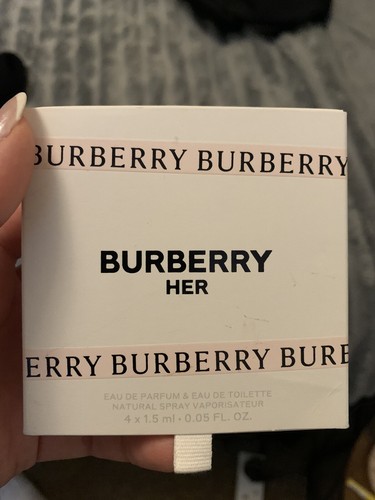 BURBERRY BURBERRY
BURBERRY
HER
ERRY BURBERRY BURB
EAU DE PARFUM & EAU DE TOILETTE
NATURAL SPRAY VAPORISATEUR
4 x 1.5 ml - 0.05 FL. OZ.